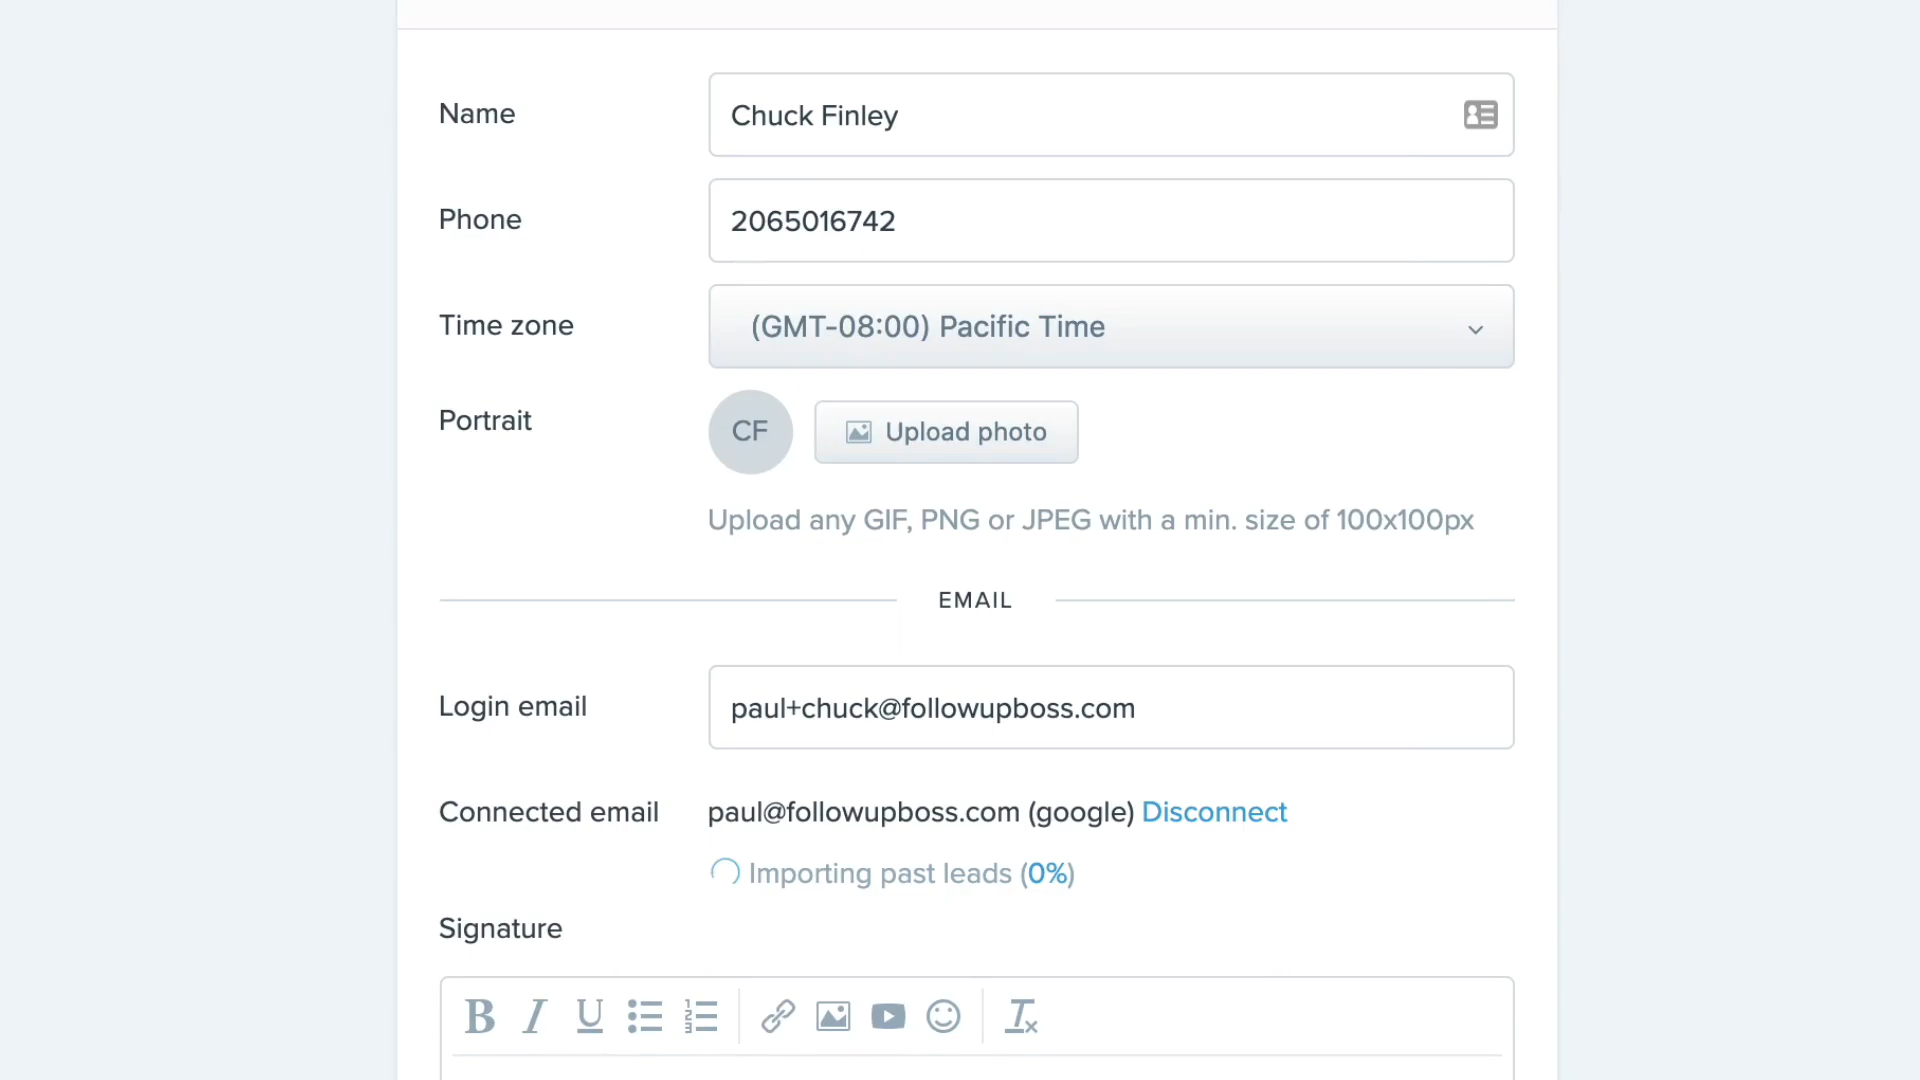 Name
Chuck Finley
Phone
2065016742
Time zone
(GMT-08:00) Pacific Time
Portrait
CF
Upload photo
Upload any GIF, PNG or JPEG with a min. size of 100x100px
EMAIL
Login email
paul+chuck@followupboss.com
Connected email
paul@followupboss.com (google) Disconnect
Importing past leads (0%)
Signature